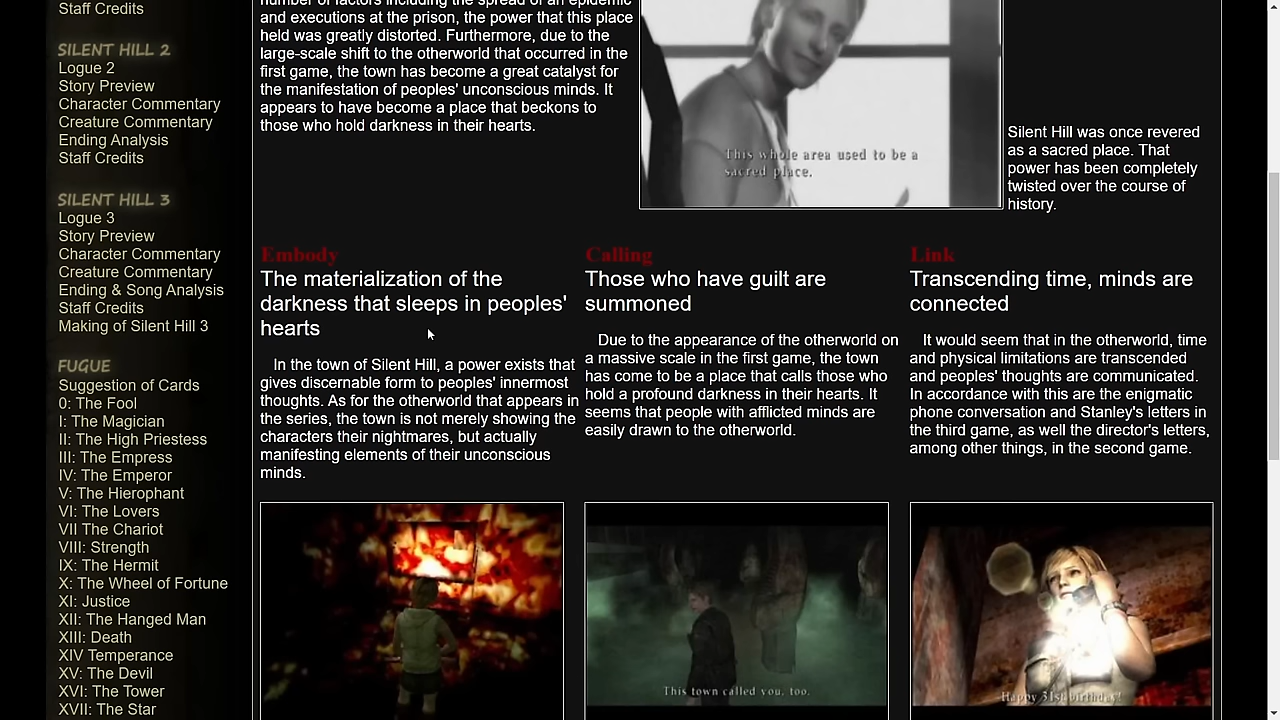 Staff Credits
SILENT HILL 2
Logue 2
Story Preview
Character Commentary
Creature Commentary
Ending Analysis
Staff Credits
SILENT HILL 3
Logue 3
Story Preview
Character Commentary
Creature Commentary
Ending & Song Analysis
Staff Credits
Making of Silent Hill 3
FUGUE
Suggestion of Cards
0: The Fool
I: The Magician
II: The High Priestess
III: The Empress
IV: The Emperor
V: The Hierophant
VI: The Lovers
VII The Chariot
VIII: Strength
IX: The Hermit
X: The Wheel of Fortune
XI: Justice
XII: The Hanged Man
XIII: Death
XIV Temperance
XV: The Devil
XVI: The Tower
XVII: The Star
number of factors including the spread of an epidemic
and executions at the prison, the power that this place
held was greatly distorted. Furthermore, due to the
large-scale shift to the otherworld that occurred in the
first game, the town has become a great catalyst for
the manifestation of peoples' unconscious minds. It
appears to have become a place that beckons to
those who hold darkness in their hearts.
This whole area used to be a
sacred place.
Silent Hill was once revered
as a sacred place. That
power has been completely
twisted over the course of
history.
Embody
The materialization of the
darkness that sleeps in peoples'
hearts
In the town of Silent Hill, a power exists that
gives discernable form to peoples' innermost
thoughts. As for the otherworld that appears in
the series, the town is not merely showing the
characters their nightmares, but actually
manifesting elements of their unconscious
minds.
Calling
Those who have guilt are
summoned
Due to the appearance of the otherworld on
a massive scale in the first game, the town
has come to be a place that calls those who
hold a profound darkness in their hearts. It
seems that people with afflicted minds are
easily drawn to the otherworld.
This town called you, too.
Link
Transcending time, minds are
connected
It would seem that in the otherworld, time
and physical limitations are transcended
and peoples' thoughts are communicated.
In accordance with this are the enigmatic
phone conversation and Stanley's letters in
the third game, as well the director's letters,
among other things, in the second game.
Happy 31st birthday!